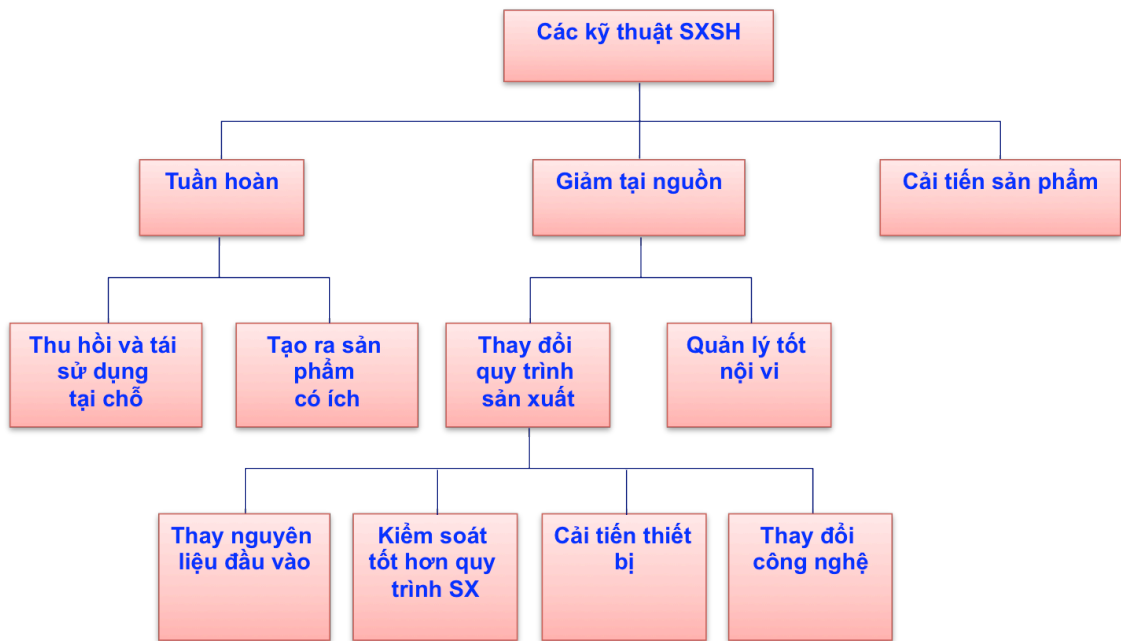 Các kỹ thuật SXSH
Tuần hoàn
Giảm tại nguồn
Cải tiến sản phẩm
Thu hồi và tái
sử dụng
tại chỗ
Tạo ra sản
phẩm
có ích
Thay đổi
quy trình
sản xuất
Quản lý tốt
nội vi
Thay nguyên
liệu đầu vào
Kiểm soát
tốt hơn quy
trình SX
Cải tiến thiết
bị
Thay đổi
công nghệ